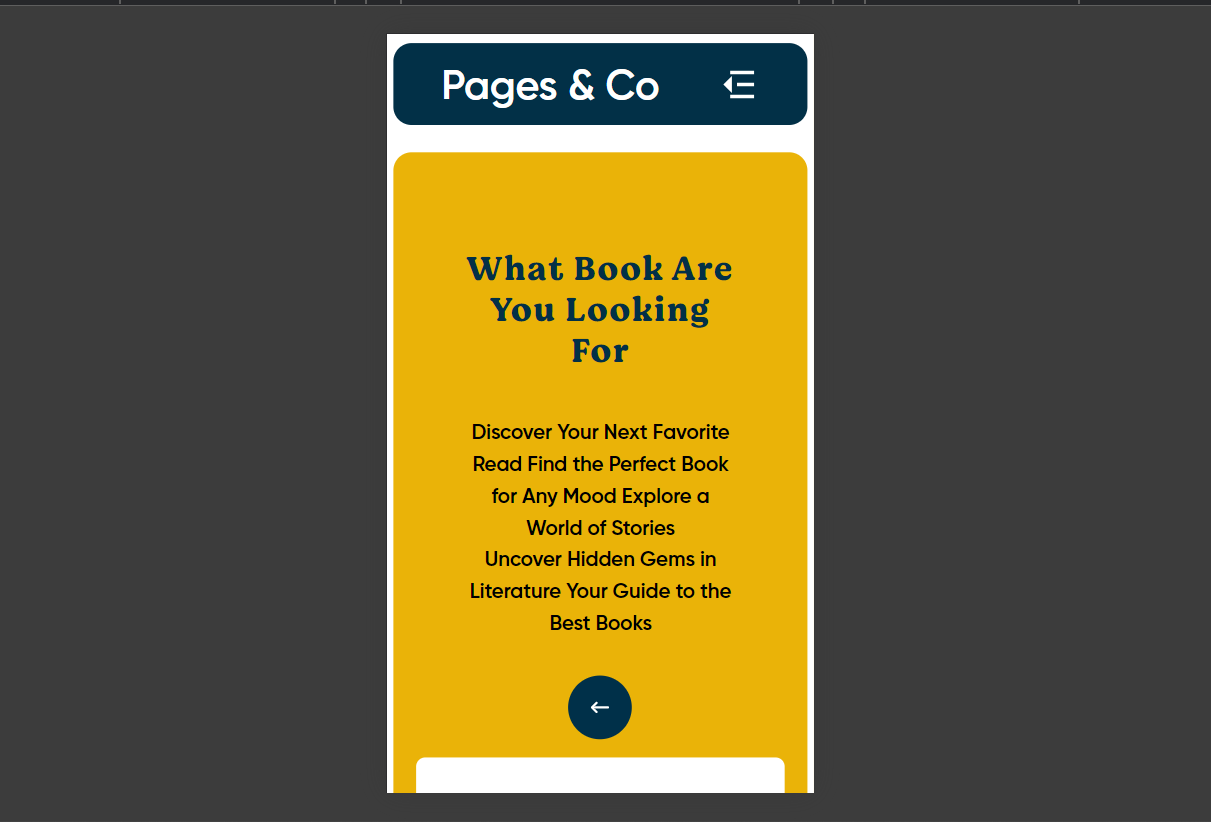 Pages & Co
What Book Are
You Looking
For
Discover Your Next Favorite
Read Find the Perfect Book
for Any Mood Explore a
World of Stories
Uncover Hidden Gems in
Literature Your Guide to the
Best Books